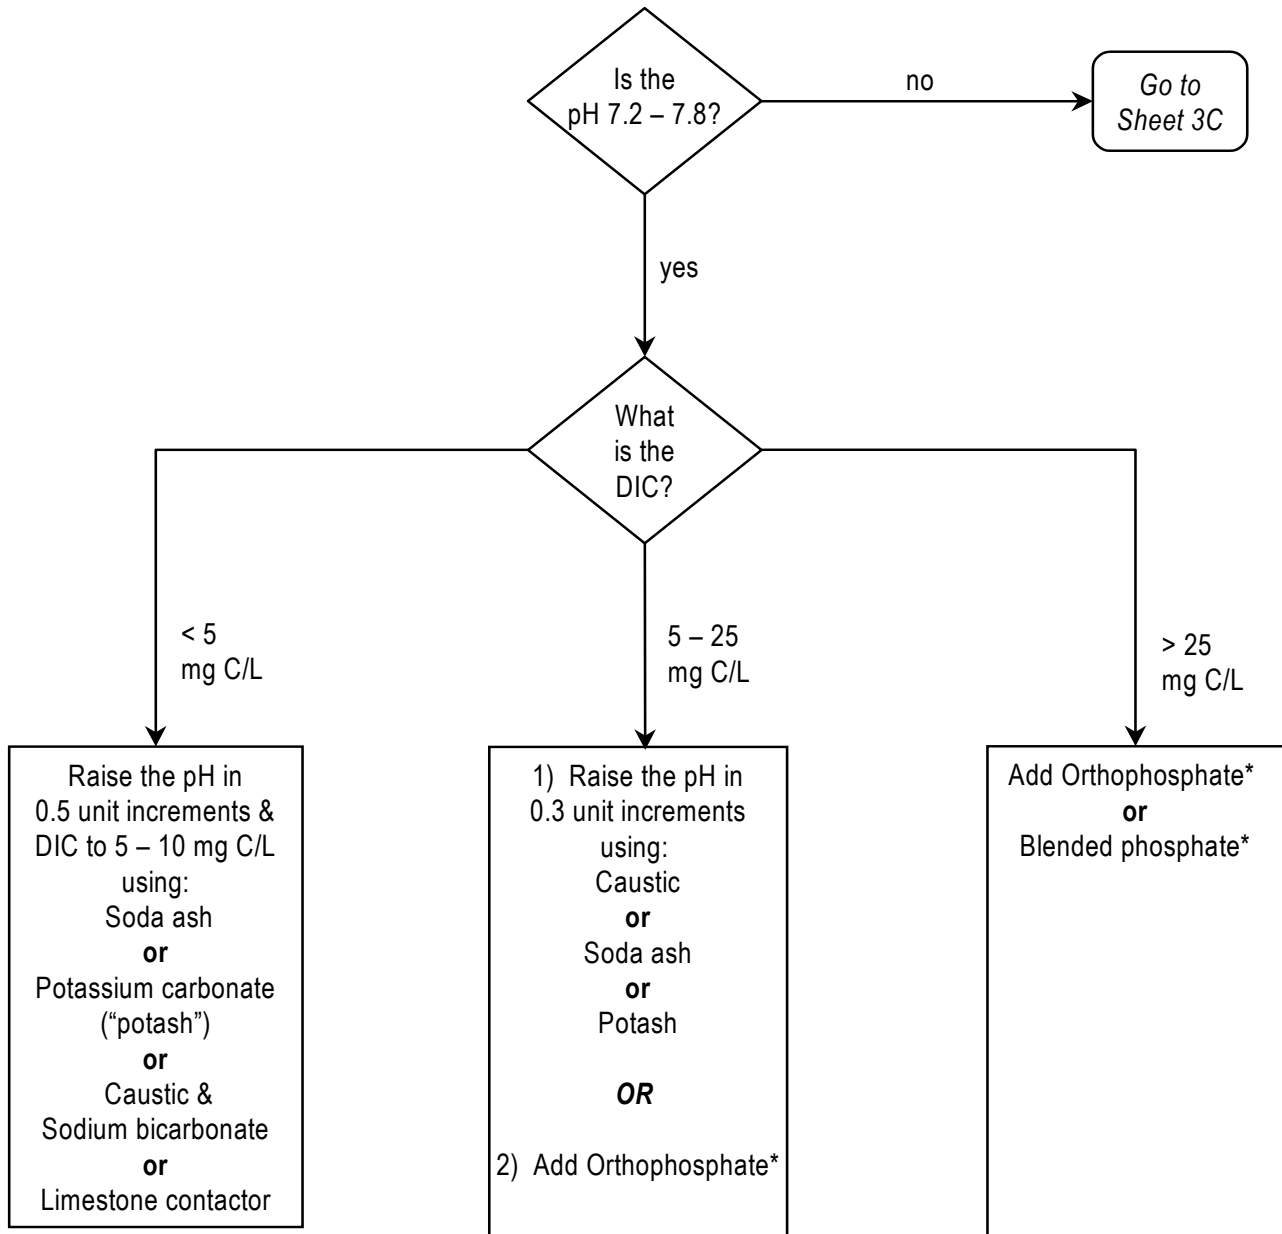 Is the
pH 7.2 – 7.8?
no
Go to
Sheet 3C
yes
What
is the
DIC?
< 5
mg C/L
5 – 25
mg C/L
> 25
mg C/L
Raise the pH in
0.5 unit increments &
DIC to 5 – 10 mg C/L
using:
Soda ash
or
Potassium carbonate
(“potash”)
or
Caustic &
Sodium bicarbonate
or
Limestone contactor
1) Raise the pH in
0.3 unit increments
using:
Caustic
or
Soda ash
or
Potash
OR
2) Add Orthophosphate*
Add Orthophosphate*
or
Blended phosphate*